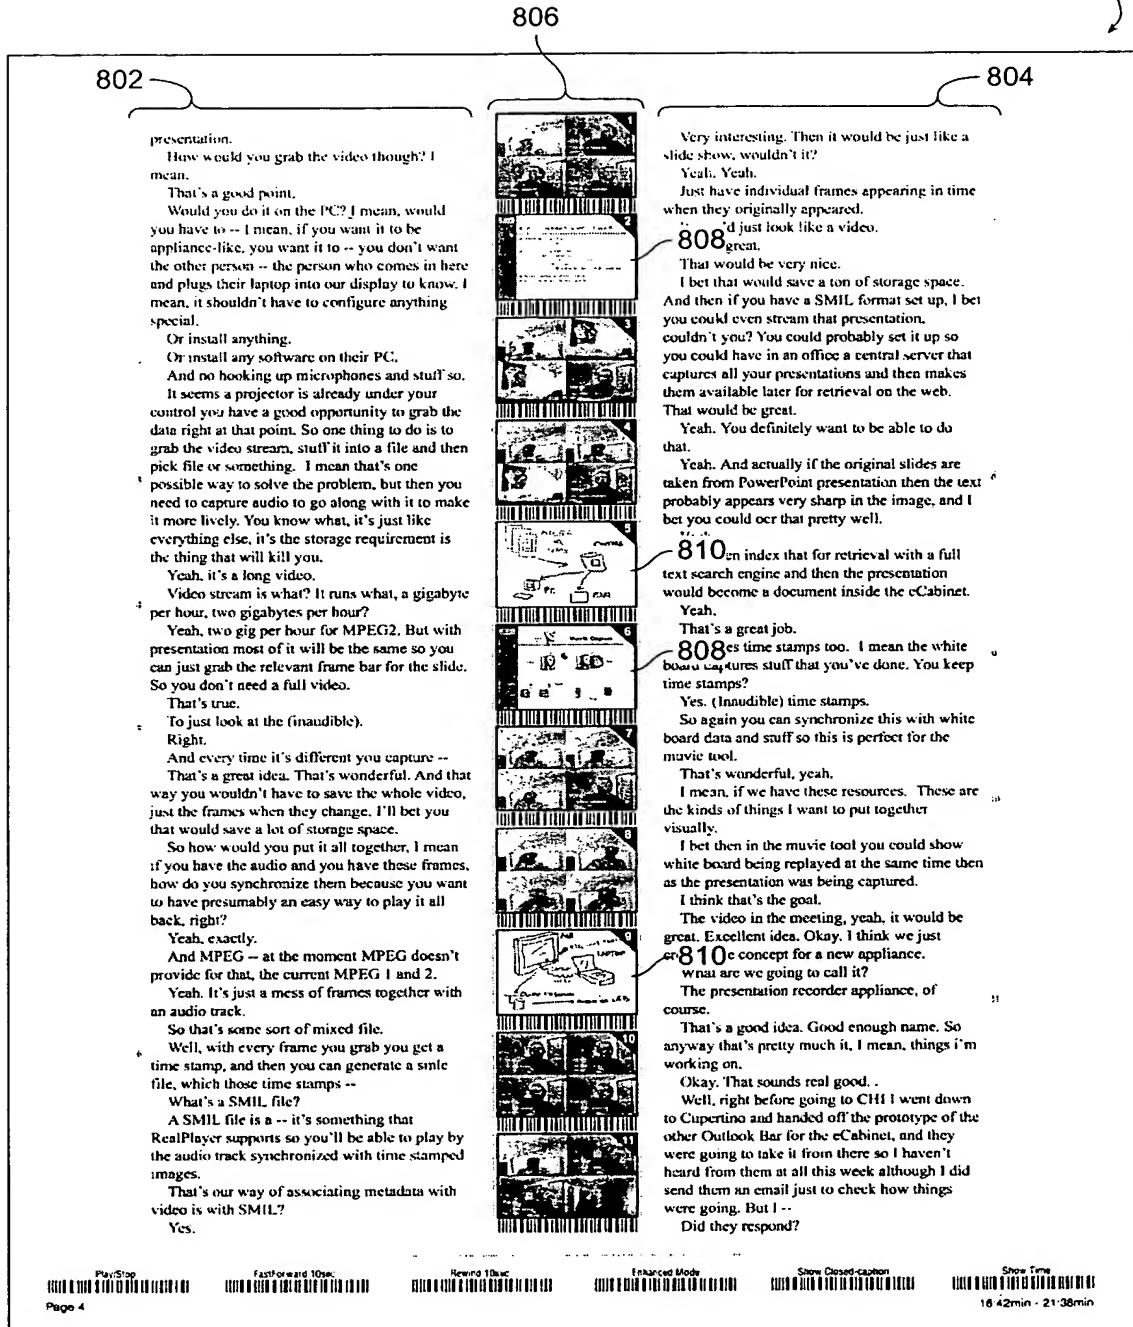 806
802
804
presentation.
How would you grab the video though? I
mean.
That's a good point.
Would you do it on the PC? I mean, would
you have to -- I mean, if you want it to be
appliance-like, you want it to -- you don't want
the other person -- the person who comes in here
and plugs their laptop into our display to know. I
mean, it shouldn't have to configure anything
special.
Or install anything.
Or install any software on their PC.
And no hooking up microphones and stuff so.
It seems a projector is already under your
control you have a good opportunity to grab the
data right at that point. So one thing to do is to
grab the video stream, stuff it into a file and then
pick file or something. I mean that's one
possible way to solve the problem, but then you
need to capture audio to go along with it to make
it more lively. You know what, it's just like
everything else, it's the storage requirement is
the thing that will kill you.
Yeah, it's a long video.
Video stream is what? It runs what, a gigabyte
per hour, two gigabytes per hour?
Yeah, two gig per hour for MPEG2. But with
presentation most of it will be the same so you
can just grab the relevant frame bar for the slide.
So you don't need a full video.
That's true.
To just look at the (inaudible).
Right.
And every time it's different you capture --
That's a great idea. That's wonderful. And that
way you wouldn't have to save the whole video,
just the frames when they change. I'll bet you
that would save a lot of storage space.
So how would you put it all together, I mean
if you have the audio and you have these frames,
how do you synchronize them because you want
to have presumably an easy way to play it all
back, right?
Yeah, exactly.
And MPEG -- at the moment MPEG doesn't
provide for that, the current MPEG 1 and 2.
Yeah. It's just a mess of frames together with
an audio track.
So that's some sort of mixed file.
Well, with every frame you grab you get a
time stamp, and then you can generate a smle
file, which those time stamps --
What's a SMIL file?
A SMIL file is a -- it's something that
RealPlayer supports so you'll be able to play by
the audio track synchronized with time stamped
images.
That's our way of associating metadata with
video is with SMIL?
Yes.
1
2
3
4
5
PC
6
7
8
9
LAPTOP
10
11
Very interesting. Then it would be just like a
slide show, wouldn't it?
Yeah. Yeah.
Just have individual frames appearing in time
when they originally appeared.
'd just look like a video.
808 great.
That would be very nice.
I bet that would save a ton of storage space.
And then if you have a SMIL format set up, I bet
you could even stream that presentation,
couldn't you? You could probably set it up so
you could have in an office a central server that
captures all your presentations and then makes
them available later for retrieval on the web.
That would be great.
Yeah. You definitely want to be able to do
that.
Yeah. And actually if the original slides are
taken from PowerPoint presentation then the text
probably appears very sharp in the image, and I
bet you could ocr that pretty well.
810 en index that for retrieval with a full
text search engine and then the presentation
would become a document inside the eCabinet.
Yeah.
That's a great job.
808 es time stamps too. I mean the white
board captures stuff that you've done. You keep
time stamps?
Yes. (Inaudible) time stamps.
So again you can synchronize this with white
board data and stuff so this is perfect for the
muvie tool.
That's wonderful, yeah.
I mean, if we have these resources. These are
the kinds of things I want to put together
visually.
I bet then in the muvie tool you could show
white board being replayed at the same time then
as the presentation was being captured.
I think that's the goal.
The video in the meeting, yeah, it would be
great. Excellent idea. Okay. I think we just
810 e concept for a new appliance.
What are we going to call it?
The presentation recorder appliance, of
course.
That's a good idea. Good enough name. So
anyway that's pretty much it, I mean, things i'm
working on.
Okay. That sounds real good. .
Well, right before going to CHI I went down
to Cupertino and handed off the prototype of the
other Outlook Bar for the eCabinet, and they
were going to take it from there so I haven't
heard from them at all this week although I did
send them an email just to check how things
were going. But I --
Did they respond?
Play/Stop
FastForward 10sec
Rewind 10sec
Enhanced Mode
Show Closed-caption
Show Time
Page 4
16:42min - 21:38min